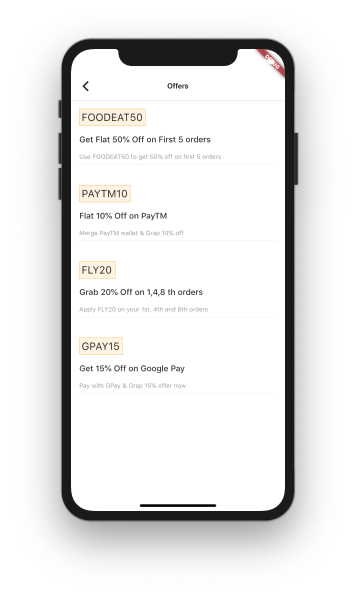 Offers
FOODEAT50
Get Flat 50% Off on First 5 orders
Use FOODEAT50 to get 50% off on first 5 orders
PAYTM10
Flat 10% Off on PayTM
Merge PayTM wallet & Grap 10% off
FLY20
Grab 20% Off on 1,4,8 th orders
Apply FLY20 on your 1st, 4th and 8th orders
GPAY15
Get 15% Off on Google Pay
Pay with GPay & Grap 15% offer now